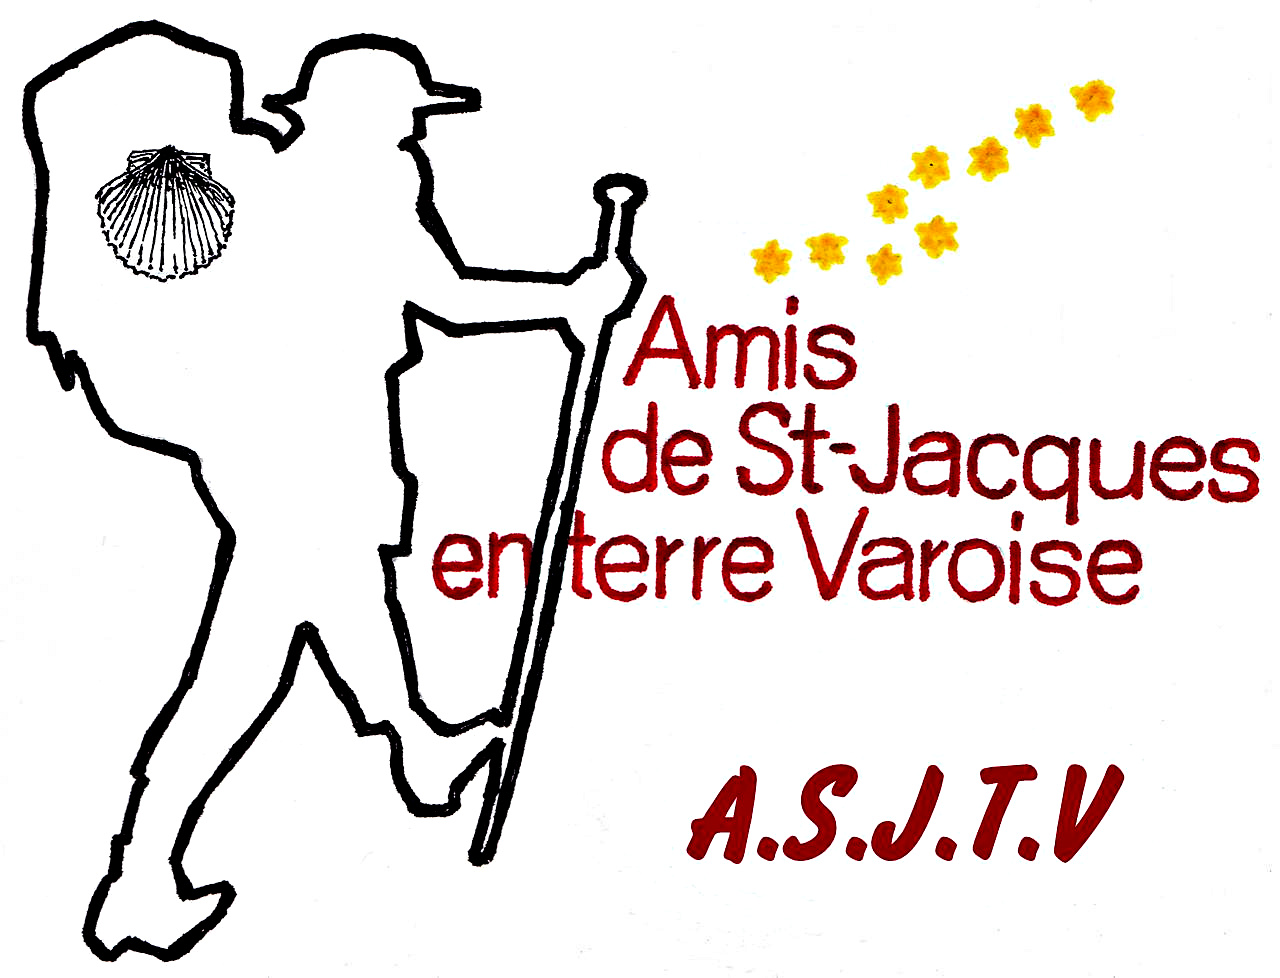 Amis
de St-Jacques
en terre Varoise
A.S.J.T.V